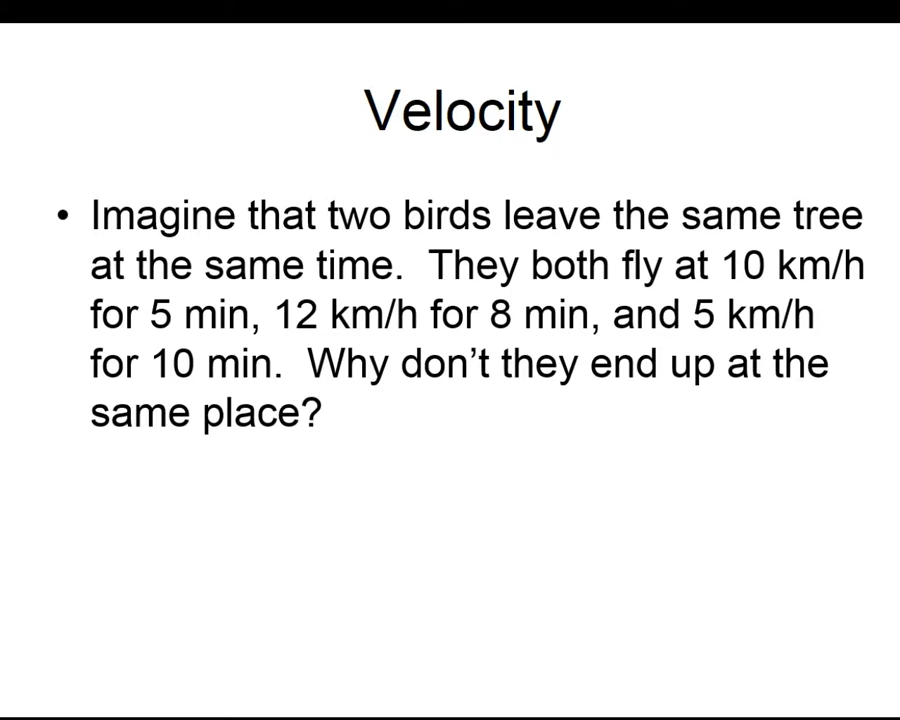 Velocity
• Imagine that two birds leave the same tree
at the same time.  They both fly at 10 km/h
for 5 min, 12 km/h for 8 min, and 5 km/h
for 10 min.  Why don’t they end up at the
same place?